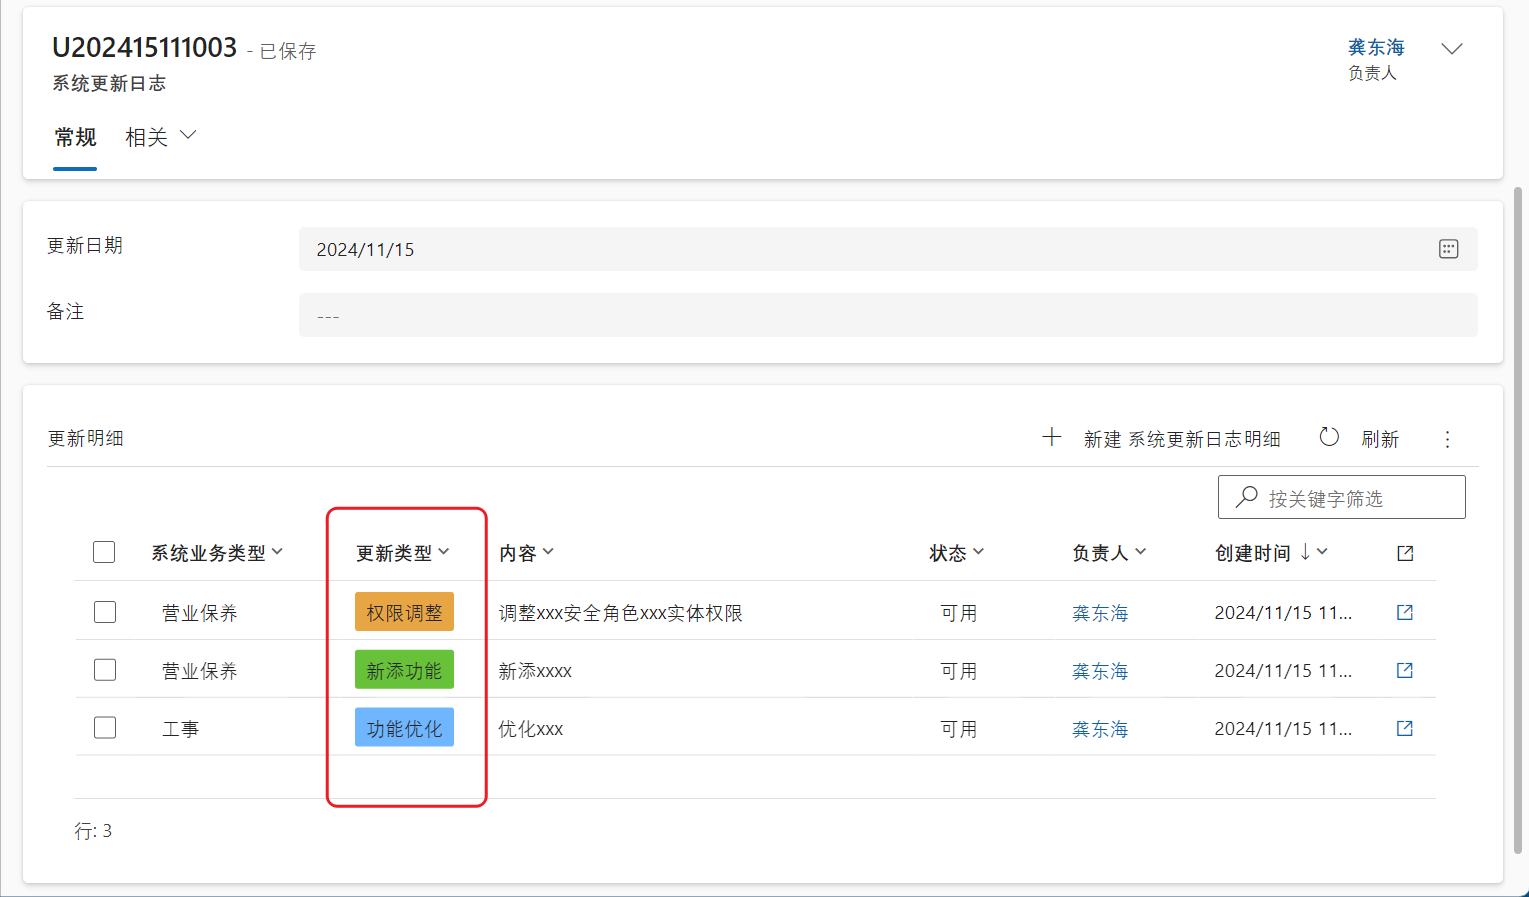 U202415111003 - 已保存
系统更新日志
龚东海
负责人
常规 相关
更新日期 2024/11/15
备注 ---
更新明细 新建 系统更新日志明细 刷新
按关键字筛选
系统业务类型 更新类型 内容 状态 负责人 创建时间
营业保养 权限调整 调整xxx安全角色xxx实体权限 可用 龚东海 2024/11/15 11...
营业保养 新添功能 新添xxxx 可用 龚东海 2024/11/15 11...
工事 功能优化 优化xxx 可用 龚东海 2024/11/15 11...
行: 3